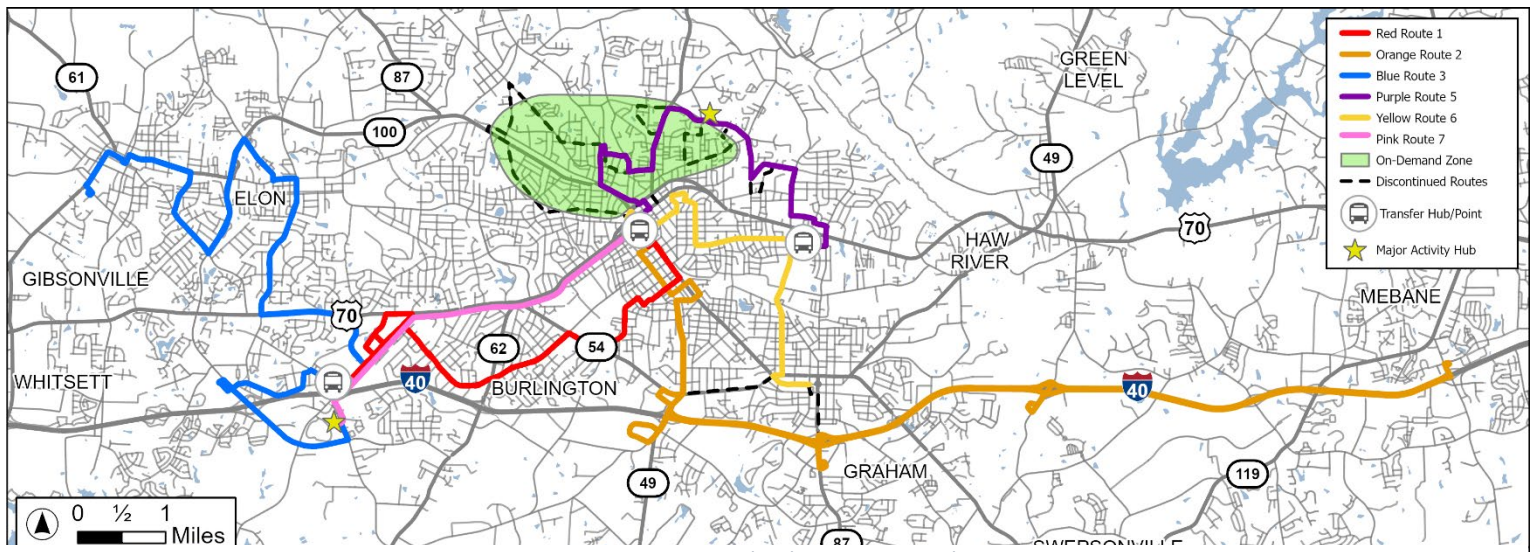 61
87
100
GREEN
LEVEL
49
ELON
70
HAW
RIVER
GIBSONVILLE
MEBANE
70
62
54
WHITSETT
40
BURLINGTON
40
GRAHAM
49
119
87
SWEPSONVILLE
Red Route 1
Orange Route 2
Blue Route 3
Purple Route 5
Yellow Route 6
Pink Route 7
On-Demand Zone
Discontinued Routes
Transfer Hub/Point
Major Activity Hub
0 ½ 1
Miles